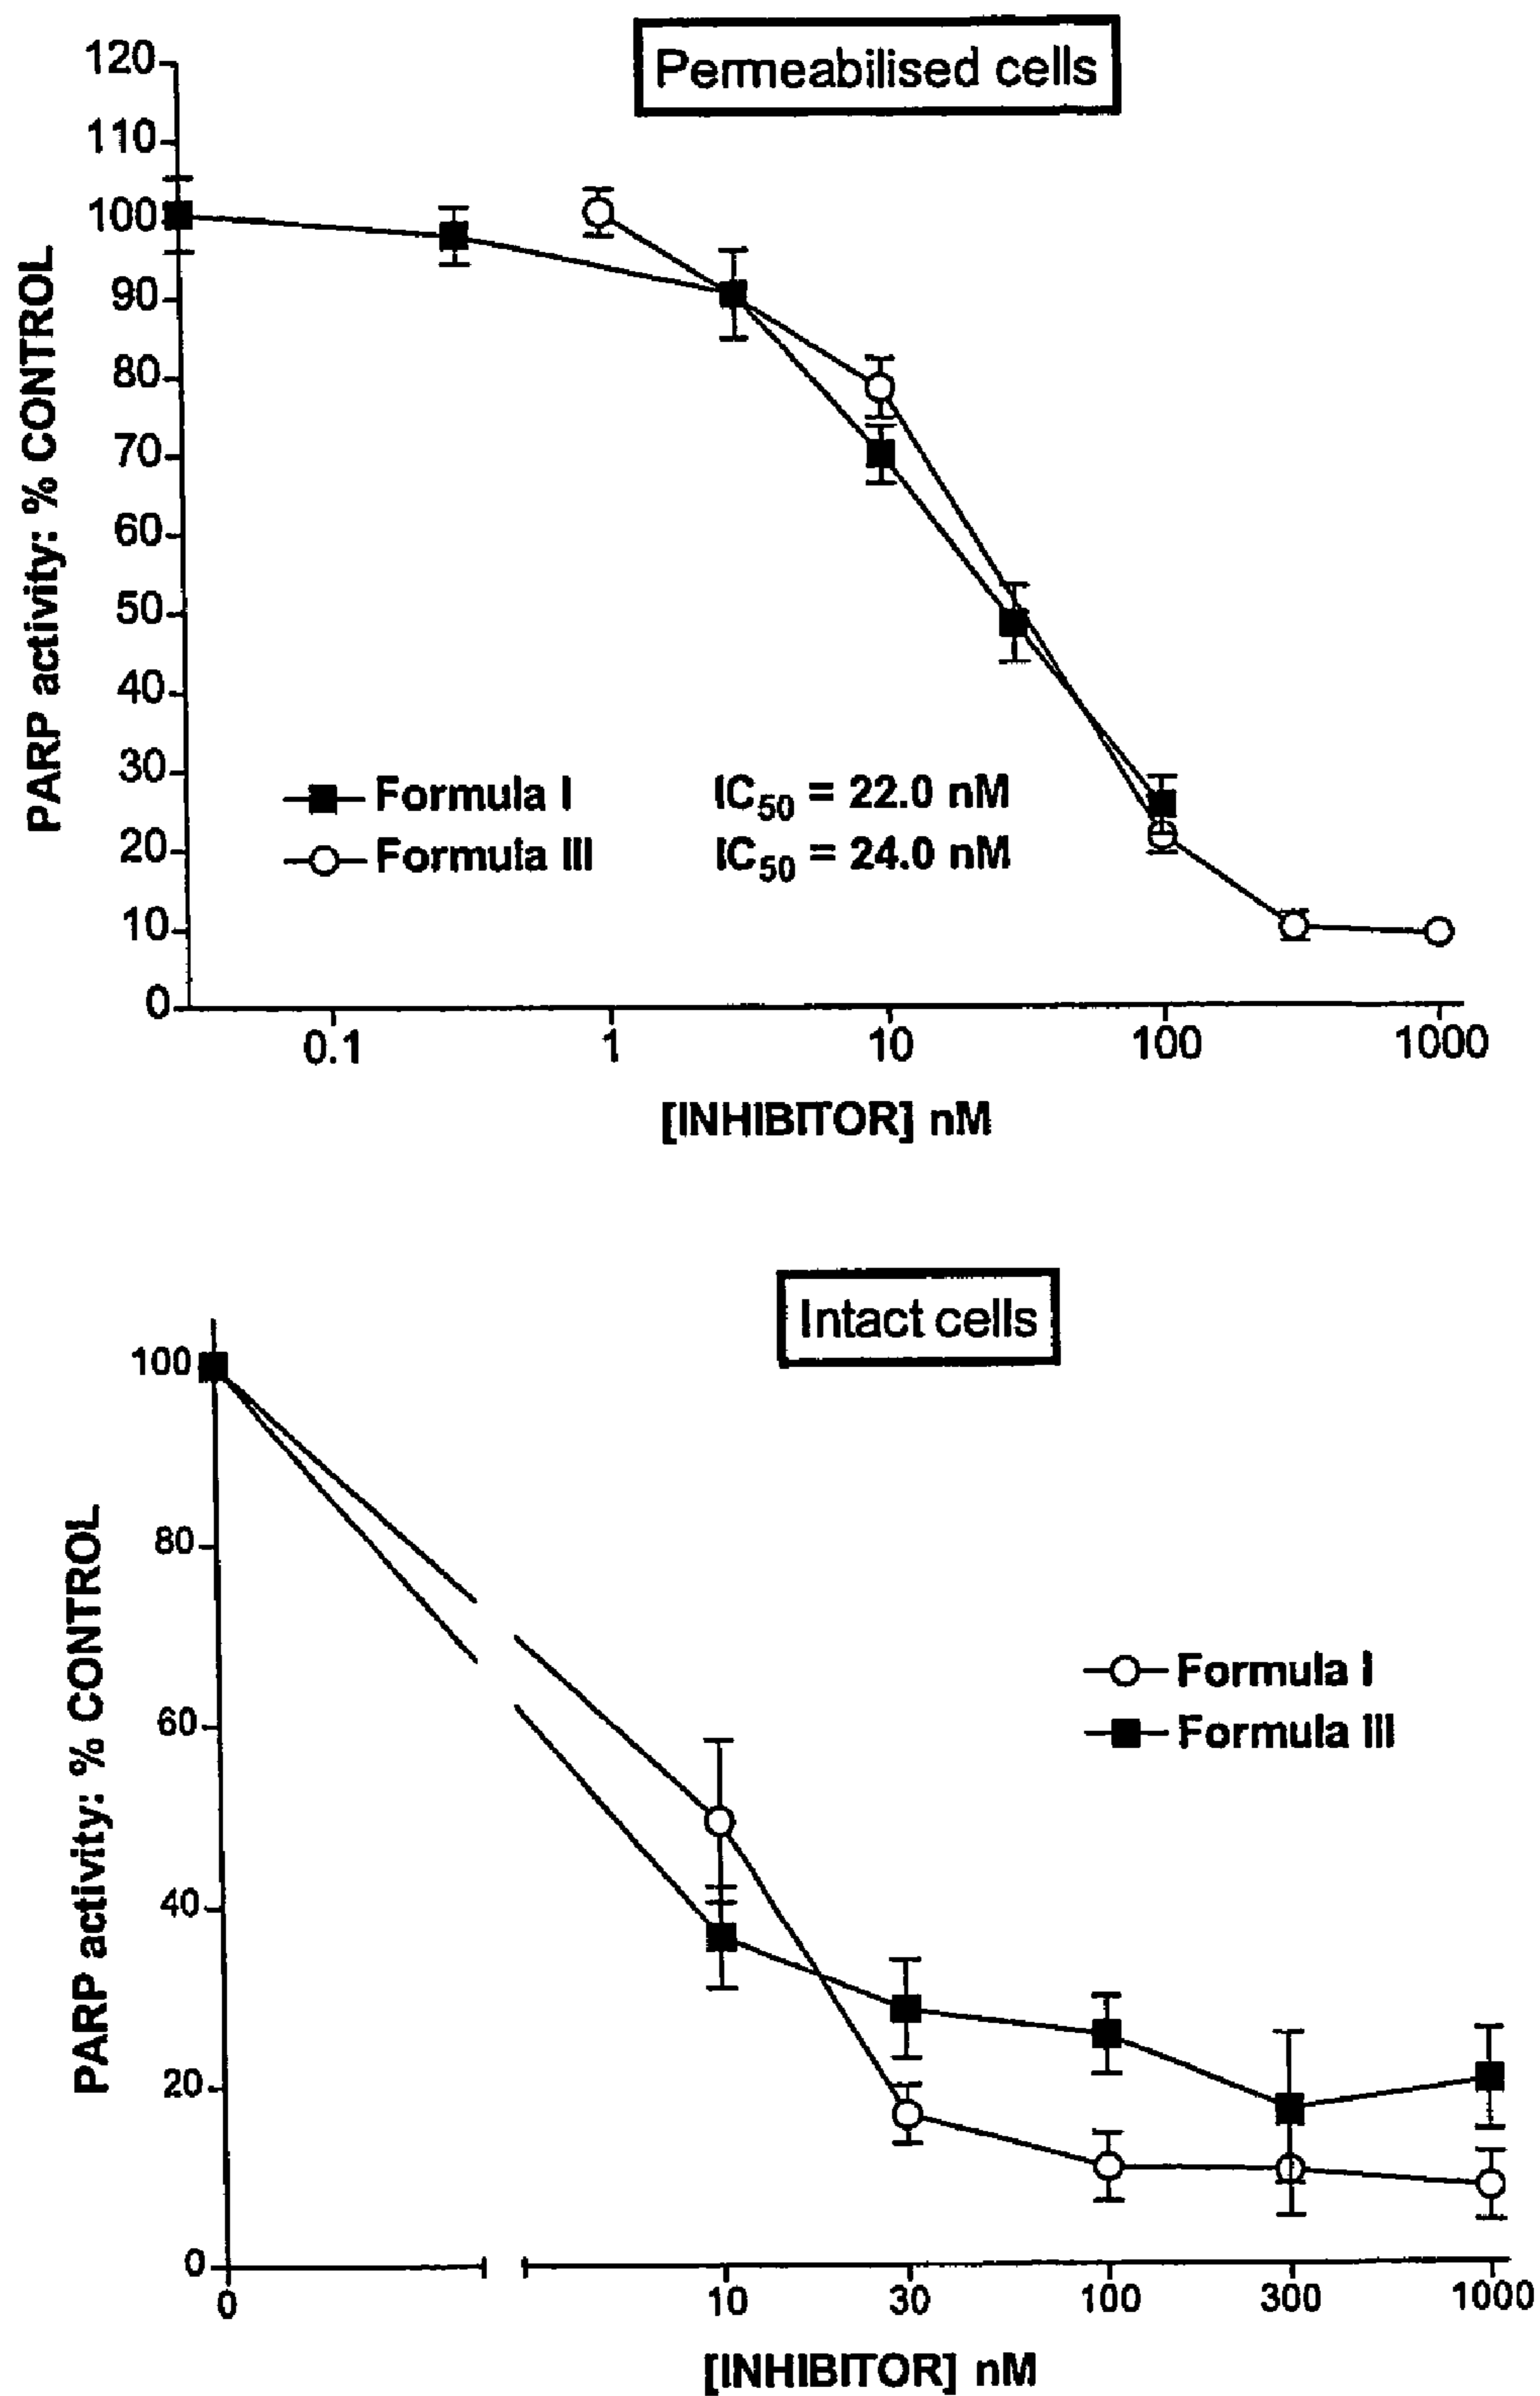 Permeabilised cells
120
110
100
90
80
70
60
50
40
30
20
10
0
PARP activity: % CONTROL
Formula I IC50 = 22.0 nM
Formula III IC50 = 24.0 nM
0.1 1 10 100 1000
[INHIBITOR] nM
Intact cells
100
80
60
40
20
0
PARP activity: % CONTROL
Formula I
Formula III
0 10 30 100 300 1000
[INHIBITOR] nM